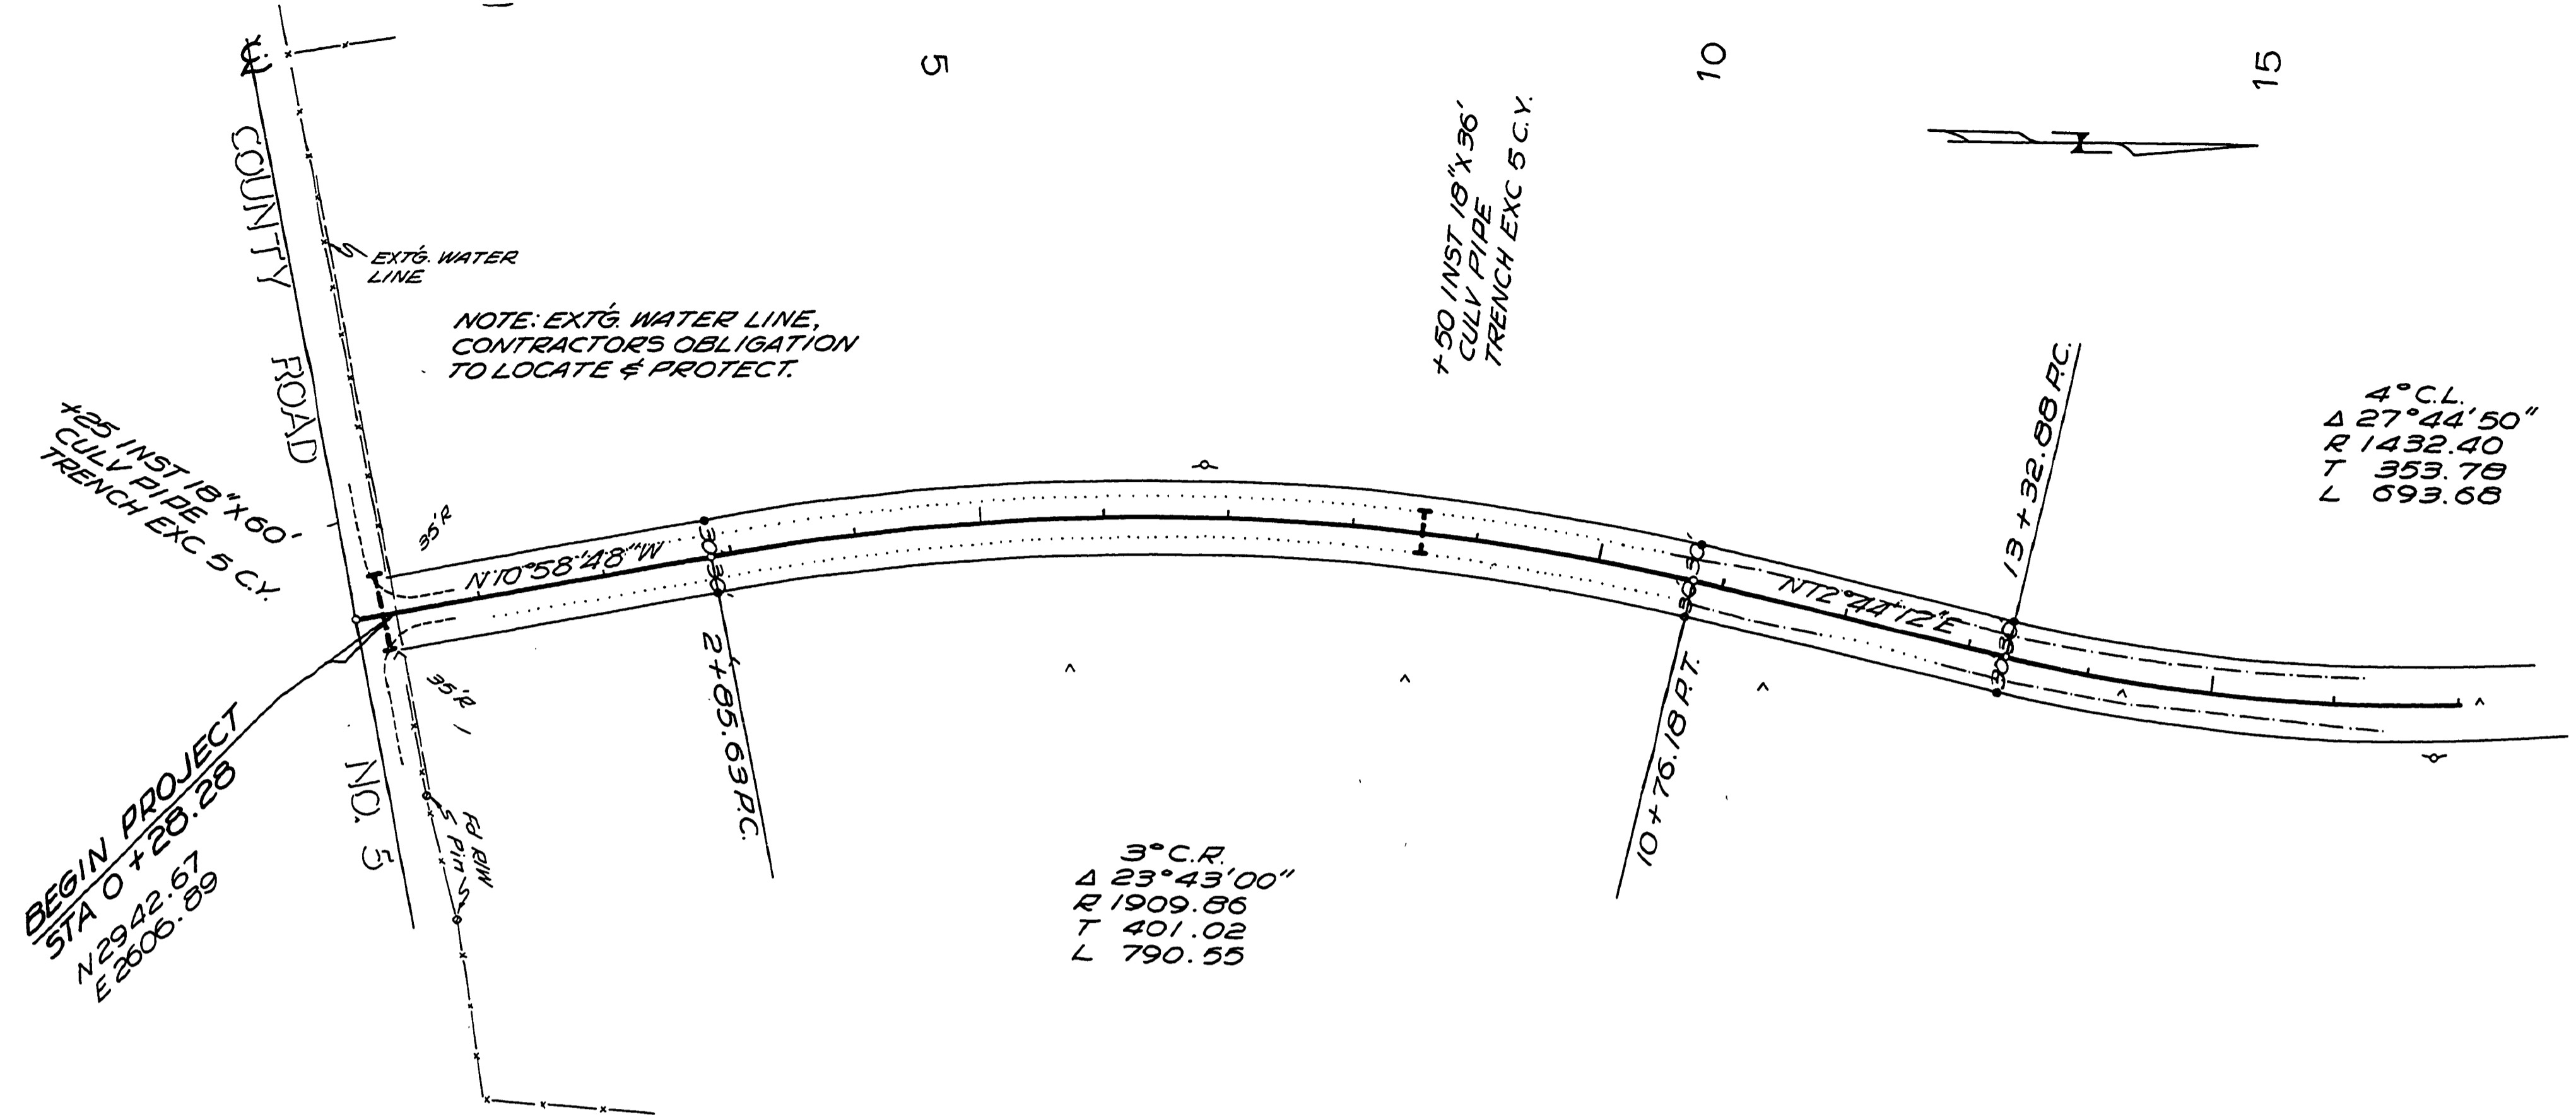 5
10
15
℄
COUNTY ROAD NO. 5
EXT'G. WATER
LINE
NOTE: EXT'G. WATER LINE,
CONTRACTORS OBLIGATION
TO LOCATE & PROTECT.
+25 INST 18"X60'
CULV PIPE
TRENCH EXC 5 C.Y.
35'R
N10°58'48"W
30'
30'
2+85.63 P.C.
+50 INST 18"X36'
CULV PIPE
TRENCH EXC 5 C.Y.
N
30'
30'
10+76.18 P.T.
N12°44'12"E
30'
30'
13+32.88 P.C.
4° C.L.
Δ 27°44'50"
R 1432.40
T 353.78
L 693.68
35'R
BEGIN PROJECT
STA 0+28.28
N 2942.67
E 2606.89
Fd R/W
Pin
3° C.R.
Δ 23°43'00"
R 1909.86
T 401.02
L 790.55